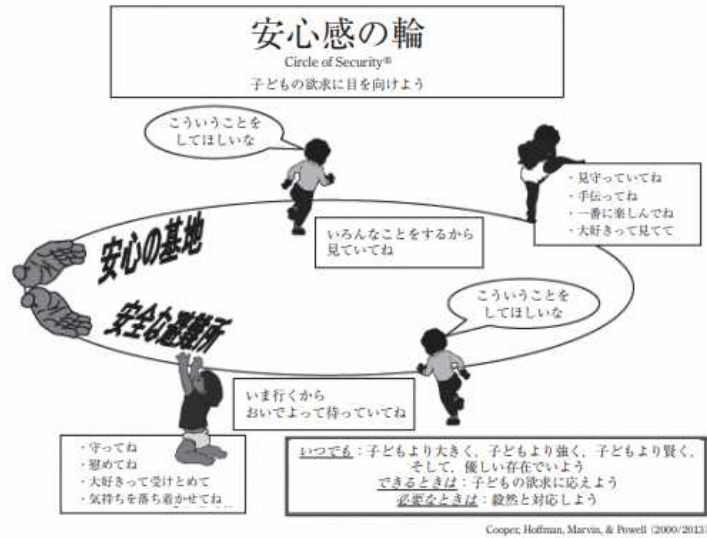 安心感の輪
Circle of Security®
子どもの欲求に目を向けよう
こういうことを
してほしいな
・見守っていてね
・手伝ってね
・一番に楽しんでね
・大好きって見てて
安心の基地
いろんなことをするから
見ていてね
こういうことを
してほしいな
安全な避難所
いま行くから
おいでよって待っていてね
・守ってね
・慰めてね
・大好きって受けとめて
・気持ちを落ち着かせてね
いつでも：子どもより大きく，子どもより強く，子どもより賢く，
そして，優しい存在でいよう
できるときは：子どもの欲求に応えよう
必要なときは：毅然と対応しよう
Cooper, Hoffman, Marvin, & Powell (2000/2013)